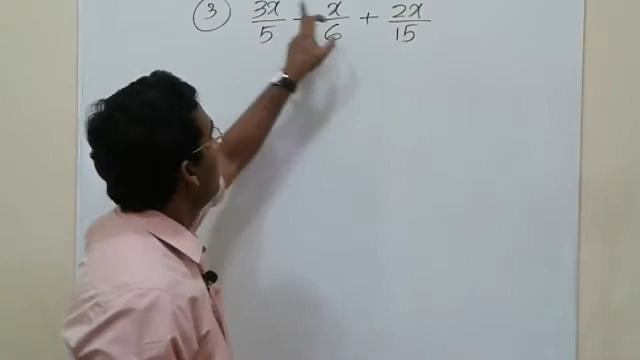 ③ 3x/5 - x/6 + 2x/15